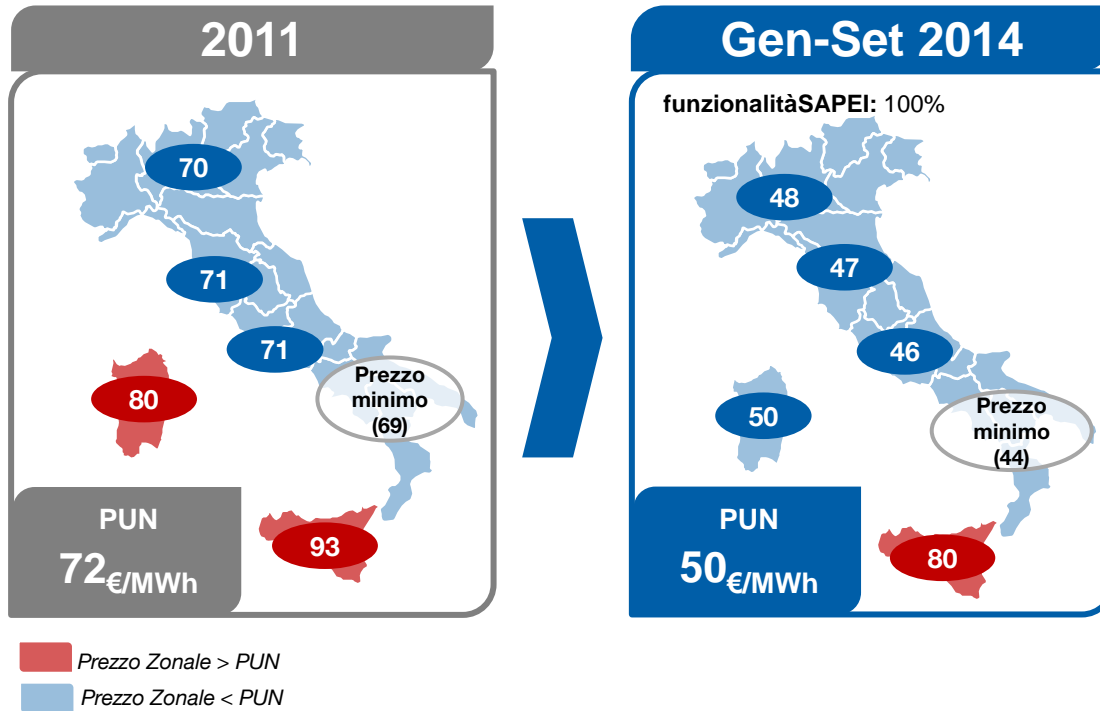 2011
70
71
71
80
Prezzo
minimo
(69)
93
PUN
72€/MWh
Gen-Set 2014
funzionalitàSAPEI: 100%
48
47
46
50
Prezzo
minimo
(44)
80
PUN
50€/MWh
Prezzo Zonale > PUN
Prezzo Zonale < PUN